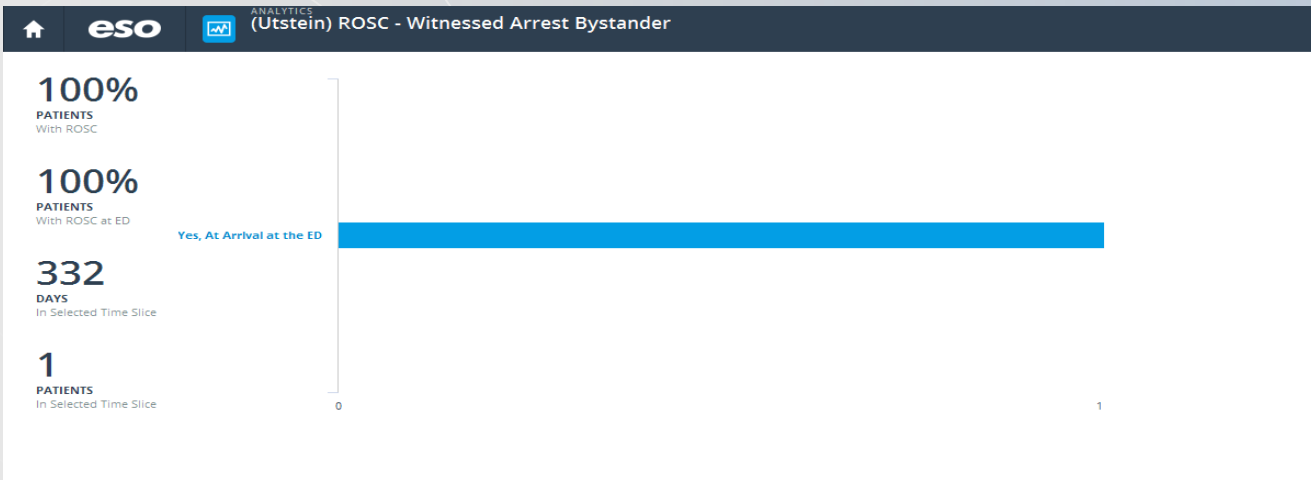 ANALYTICS
eso
(Utstein) ROSC - Witnessed Arrest Bystander
100%
PATIENTS
With ROSC
100%
PATIENTS
With ROSC at ED
Yes, At Arrival at the ED
332
DAYS
In Selected Time Slice
1
PATIENTS
In Selected Time Slice
0 1